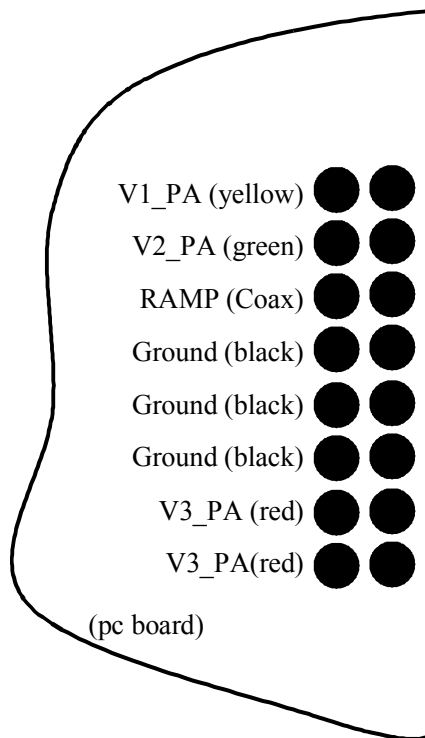 V1_PA (yellow)
V2_PA (green)
RAMP (Coax)
Ground (black)
Ground (black)
Ground (black)
V3_PA (red)
V3_PA(red)
(pc board)